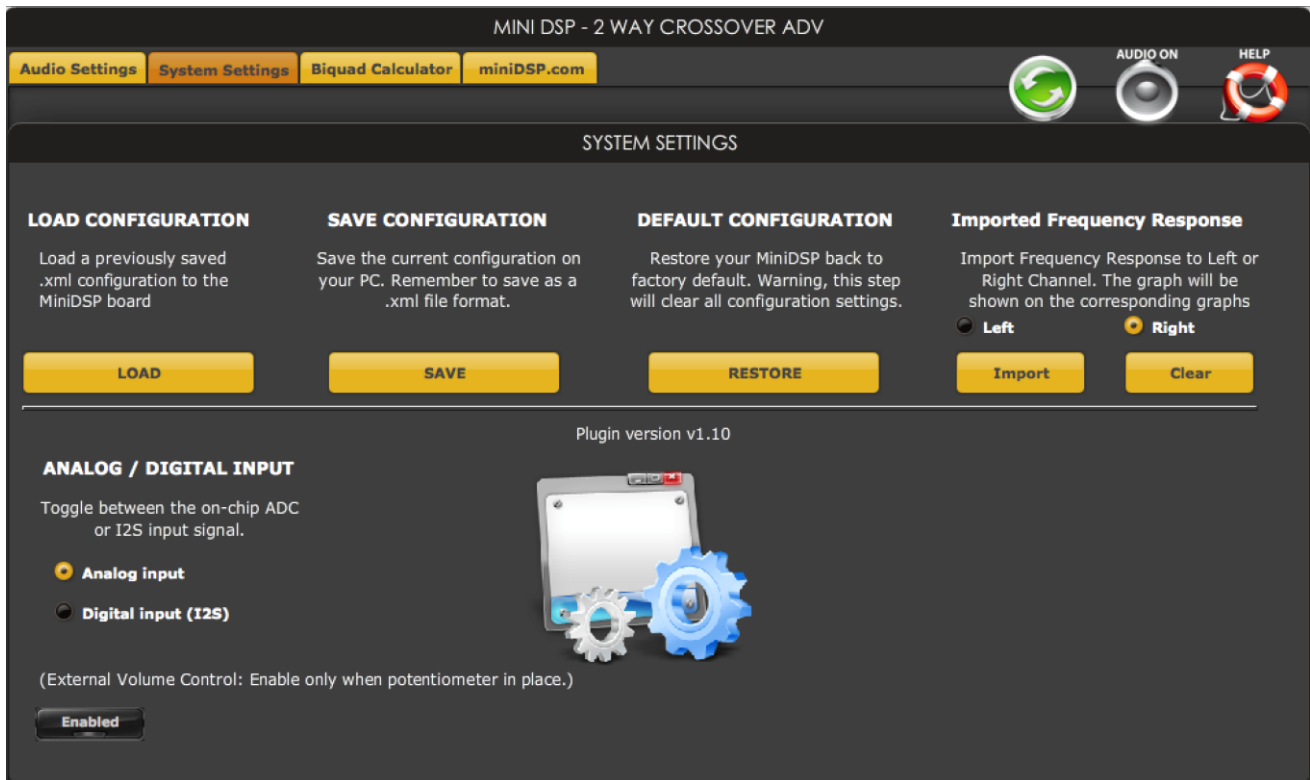 MINI DSP - 2 WAY CROSSOVER ADV
Audio Settings
System Settings
Biquad Calculator
miniDSP.com
AUDIO ON
HELP
SYSTEM SETTINGS
LOAD CONFIGURATION
Load a previously saved
.xml configuration to the
MiniDSP board
LOAD
SAVE CONFIGURATION
Save the current configuration on
your PC. Remember to save as a
.xml file format.
SAVE
DEFAULT CONFIGURATION
Restore your MiniDSP back to
factory default. Warning, this step
will clear all configuration settings.
RESTORE
Imported Frequency Response
Import Frequency Response to Left or
Right Channel. The graph will be
shown on the corresponding graphs
Left
Right
Import
Clear
Plugin version v1.10
ANALOG / DIGITAL INPUT
Toggle between the on-chip ADC
or I2S input signal.
Analog input
Digital input (I2S)
(External Volume Control: Enable only when potentiometer in place.)
Enabled